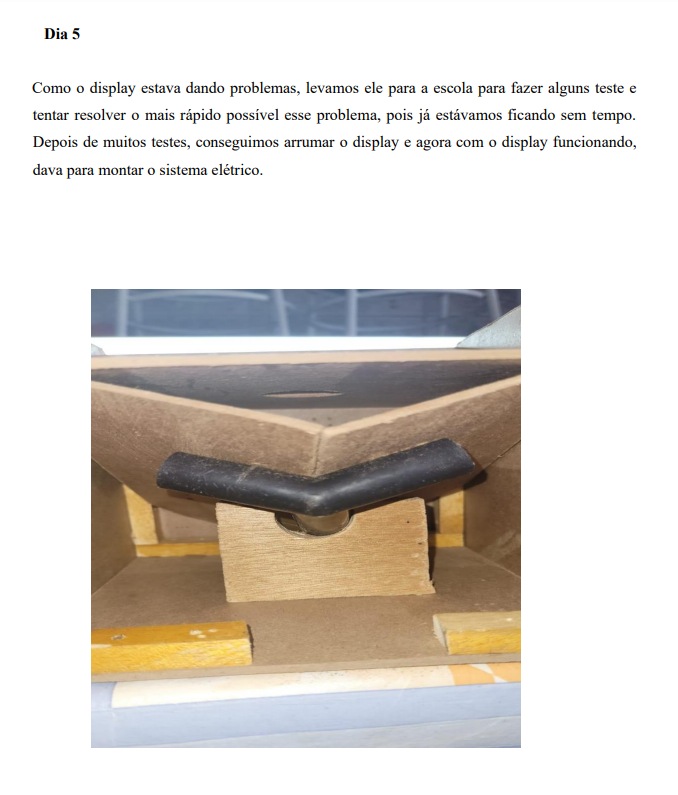 Dia 5
Como o display estava dando problemas, levamos ele para a escola para fazer alguns teste e
tentar resolver o mais rápido possível esse problema, pois já estávamos ficando sem tempo.
Depois de muitos testes, conseguimos arrumar o display e agora com o display funcionando,
dava para montar o sistema elétrico.